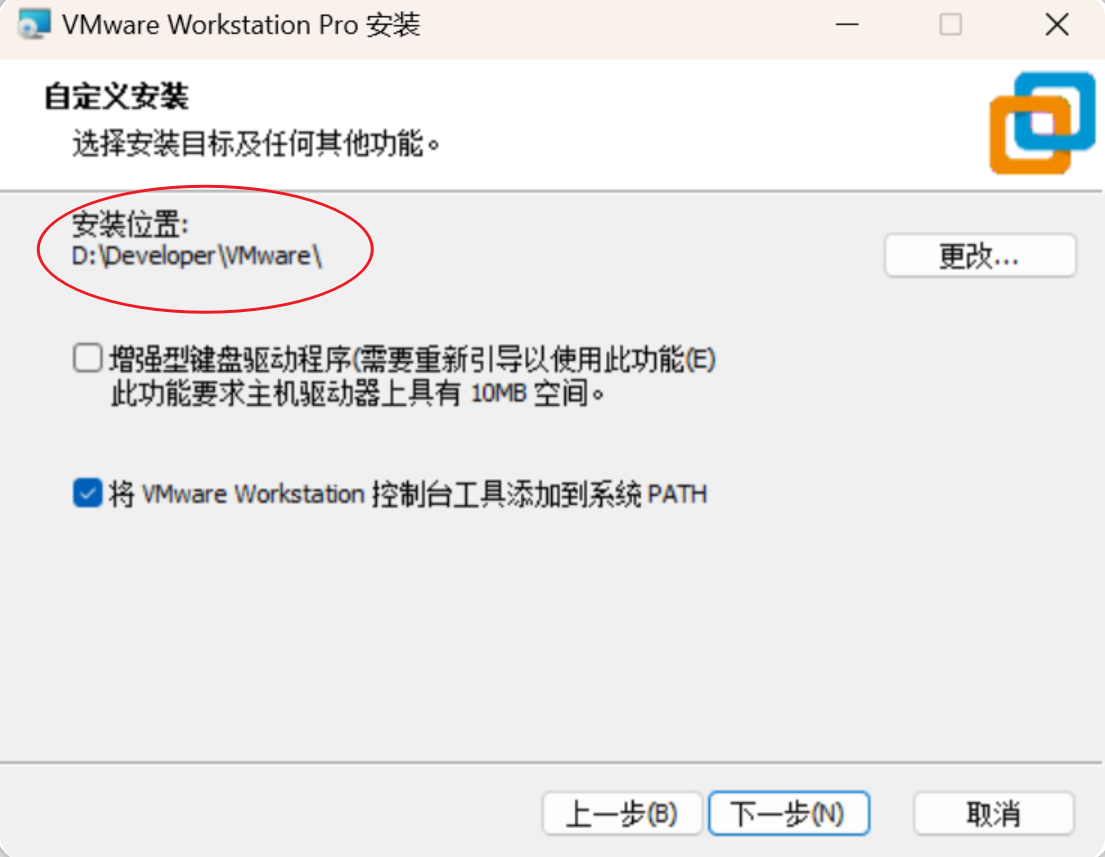 VMware Workstation Pro 安装
自定义安装
选择安装目标及任何其他功能。
安装位置:
D:\Developer\VMware\
更改...
增强型键盘驱动程序(需要重新引导以使用此功能(E)
此功能要求主机驱动器上具有 10MB 空间。
将 VMware Workstation 控制台工具添加到系统 PATH
上一步(B)
下一步(N)
取消